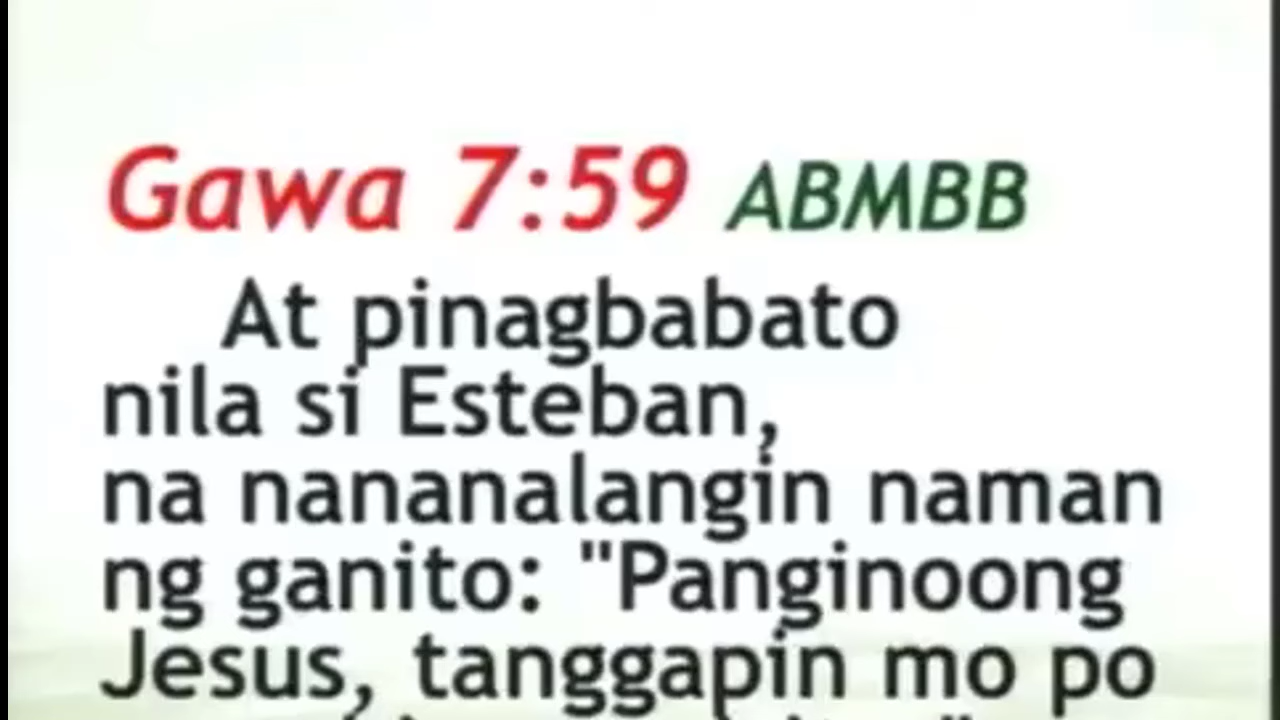 Gawa 7:59 ABMBB
At pinagbabato
nila si Esteban,
na nananalangin naman
ng ganito: "Panginoong
Jesus, tanggapin mo po